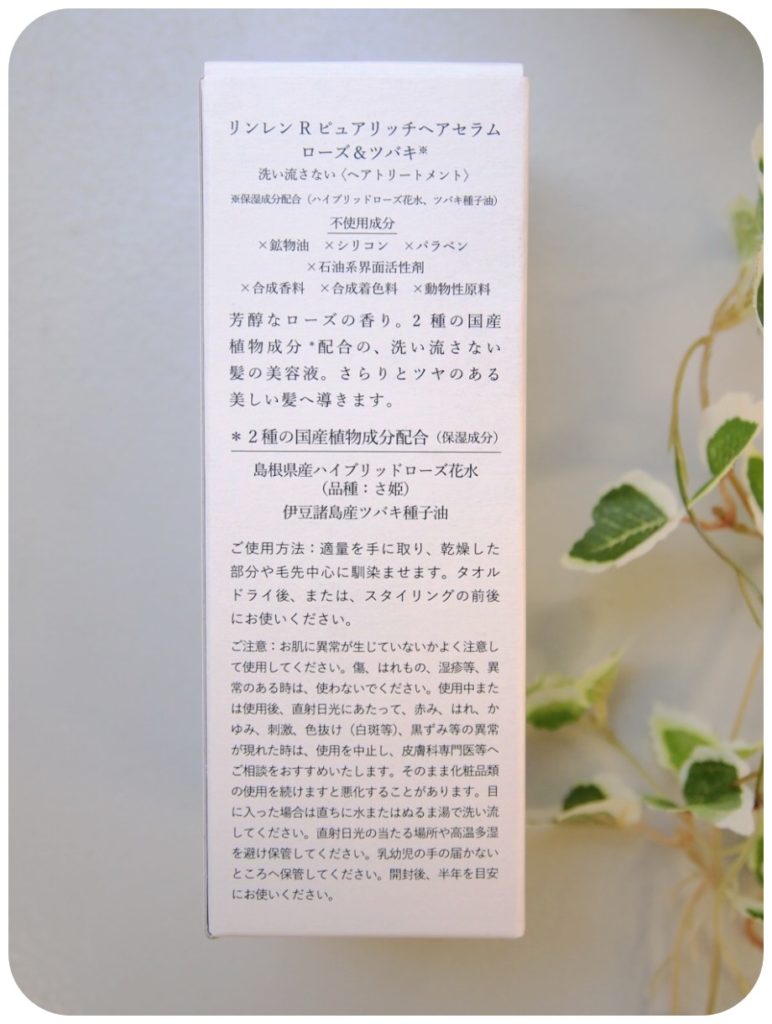 リンレン R ピュアリッチヘアセラム
ローズ&ツバキ※
洗い流さない〈ヘアトリートメント〉
※保湿成分配合(ハイブリッドローズ花水、ツバキ種子油)
不使用成分
×鉱物油 ×シリコン ×パラベン
×石油系界面活性剤
×合成香料 ×合成着色料 ×動物性原料
芳醇なローズの香り。2 種の国産
植物成分*配合の、洗い流さない
髪の美容液。さらりとツヤのある
美しい髪へ導きます。
*2種の国産植物成分配合(保湿成分)
島根県産ハイブリッドローズ花水
(品種:さ姫)
伊豆諸島産ツバキ種子油
ご使用方法:適量を手に取り、乾燥した
部分や毛先中心に馴染ませます。タオル
ドライ後、または、スタイリングの前後
にお使いください。
ご注意:お肌に異常が生じていないかよく注意し
て使用してください。傷、はれもの、湿疹等、異
常のある時は、使わないでください。使用中また
は使用後、直射日光にあたって、赤み、はれ、か
ゆみ、刺激、色抜け(白斑等)、黒ずみ等の異常
が現れた時は、使用を中止し、皮膚科専門医等へ
ご相談をおすすめいたします。そのまま化粧品類
の使用を続けますと悪化することがあります。目
に入った場合は直ちに水またはぬるま湯で洗い流
してください。直射日光の当たる場所や高温多湿
を避け保管してください。乳幼児の手の届かない
ところへ保管してください。開封後、半年を目安
にお使いください。